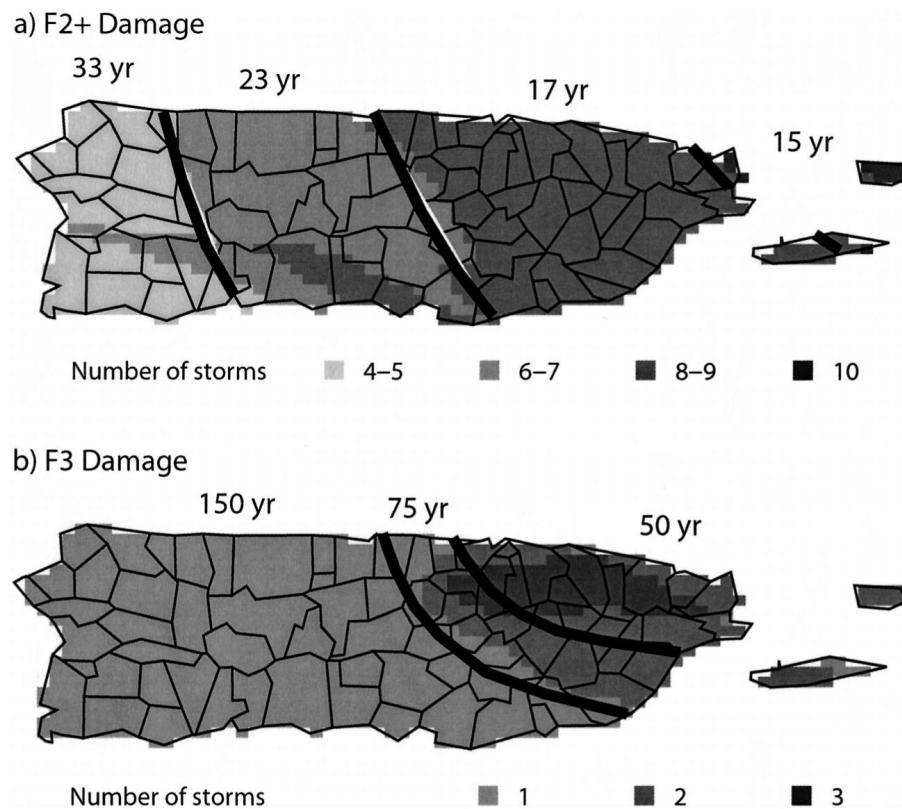 a) F2+ Damage
33 yr
23 yr
17 yr
15 yr
Number of storms 4–5 6–7 8–9 10
b) F3 Damage
150 yr
75 yr
50 yr
Number of storms 1 2 3